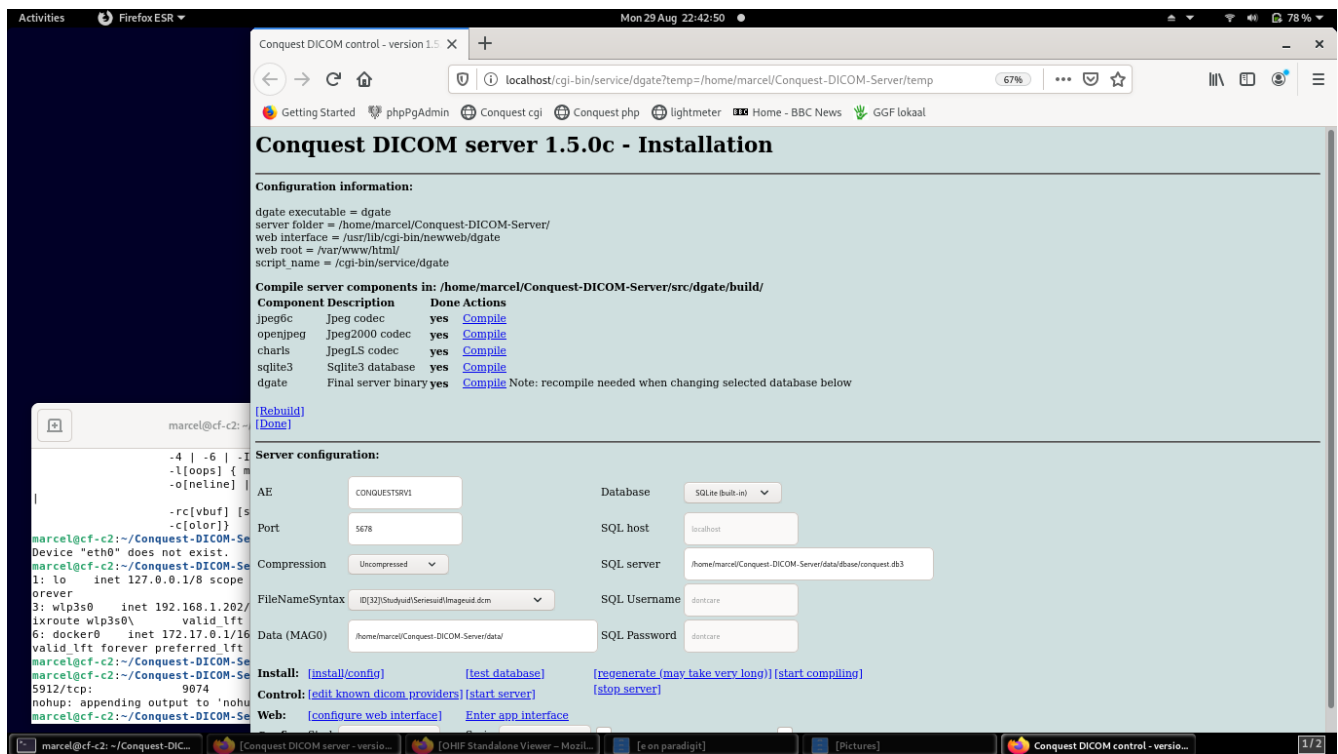 Activities Firefox ESR Mon 29 Aug 22:42:50 78 %
Conquest DICOM control - version 1.5
localhost/cgi-bin/service/dgate?temp=/home/marcel/Conquest-DICOM-Server/temp 67%
Getting Started phpPgAdmin Conquest cgi Conquest php lightmeter Home - BBC News GGF lokaal
Conquest DICOM server 1.5.0c - Installation
Configuration information:
dgate executable = dgate
server folder = /home/marcel/Conquest-DICOM-Server/
web interface = /usr/lib/cgi-bin/newweb/dgate
web root = /var/www/html/
script_name = /cgi-bin/service/dgate
Compile server components in: /home/marcel/Conquest-DICOM-Server/src/dgate/build/
Component Description Done Actions
jpeg6c Jpeg codec yes Compile
openjpeg Jpeg2000 codec yes Compile
charls JpegLS codec yes Compile
sqlite3 Sqlite3 database yes Compile
dgate Final server binary yes Compile Note: recompile needed when changing selected database below
[Rebuild]
[Done]
Server configuration:
AE CONQUESTSRV1 Database SQLite (built-in)
Port 5678 SQL host localhost
Compression Uncompressed SQL server /home/marcel/Conquest-DICOM-Server/data/dbase/conquest.db3
FileNameSyntax ID[32]\Studyuid\Seriesuid\Imageuid.dcm SQL Username dontcare
Data (MAG0) /home/marcel/Conquest-DICOM-Server/data/ SQL Password dontcare
Install: [install/config] [test database] [regenerate (may take very long)] [start compiling]
Control: [edit known dicom providers] [start server] [stop server]
Web: [configure web interface] Enter app interface
marcel@cf-c2: ~/
-4 | -6 | -I
-l[oops] { m
-o[neline] |
|
-rc[vbuf] [s
-c[olor]}
marcel@cf-c2:~/Conquest-DICOM-Se
Device "eth0" does not exist.
marcel@cf-c2:~/Conquest-DICOM-Se
1: lo inet 127.0.0.1/8 scope
orever
3: wlp3s0 inet 192.168.1.202/
ixroute wlp3s0\ valid_lft
6: docker0 inet 172.17.0.1/16
valid_lft forever preferred_lft
marcel@cf-c2:~/Conquest-DICOM-Se
marcel@cf-c2:~/Conquest-DICOM-Se
5912/tcp: 9074
nohup: appending output to 'nohu
marcel@cf-c2:~/Conquest-DICOM-Se
marcel@cf-c2: ~/Conquest-DIC... [Conquest DICOM server - versio... [OHIF Standalone Viewer – Mozil... [e on paradigit] [Pictures] Conquest DICOM control - versio... 1/2